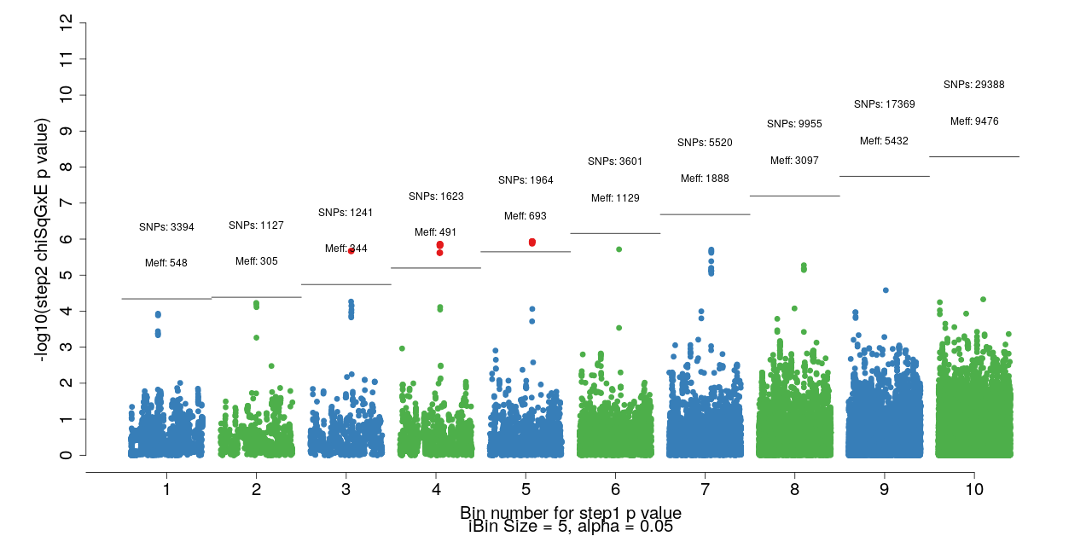 12
11
10
9
8
7
6
5
4
3
2
1
0
-log10(step2 chiSqGxE p value)
SNPs: 3394
Meff: 548
SNPs: 1127
Meff: 305
SNPs: 1241
Meff: 344
SNPs: 1623
Meff: 491
SNPs: 1964
Meff: 693
SNPs: 3601
Meff: 1129
SNPs: 5520
Meff: 1888
SNPs: 9955
Meff: 3097
SNPs: 17369
Meff: 5432
SNPs: 29388
Meff: 9476
1 2 3 4 5 6 7 8 9 10
Bin number for step1 p value
iBin Size = 5, alpha = 0.05